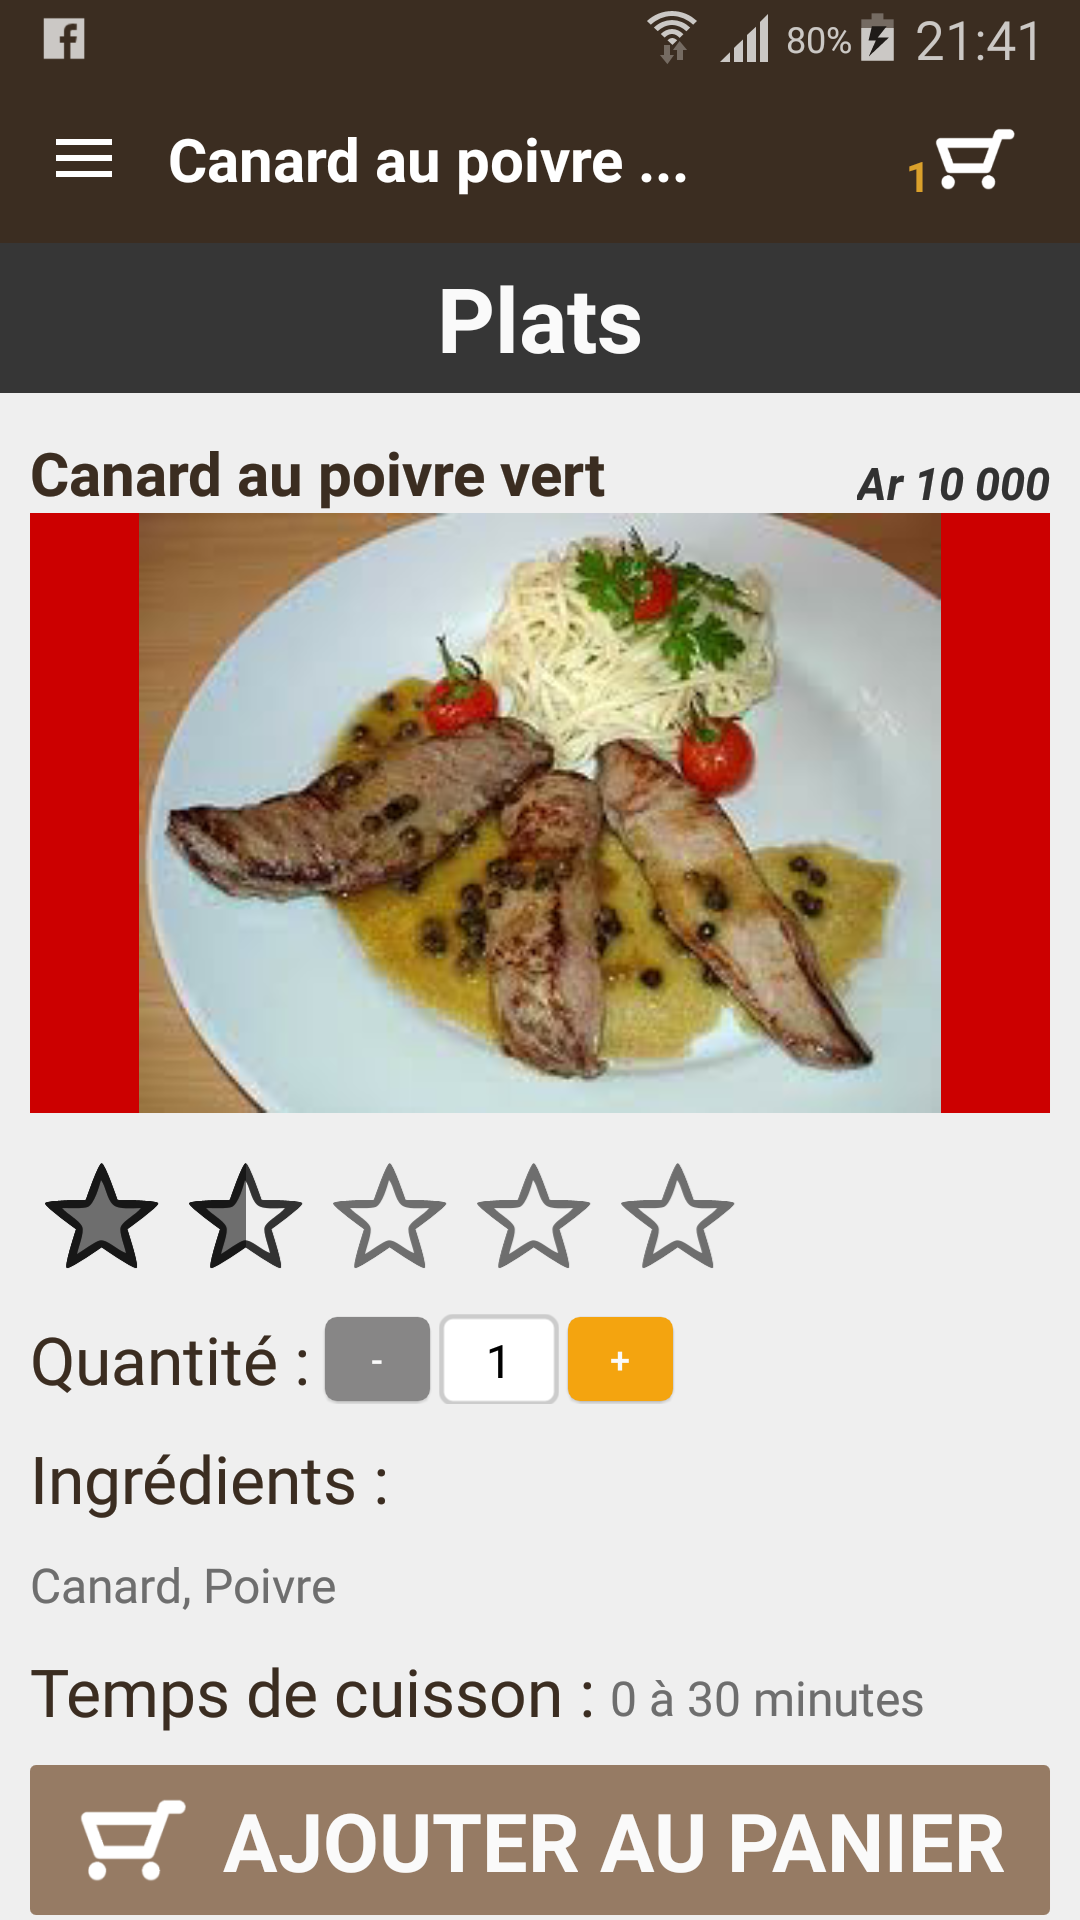 80% 21:41
Canard au poivre ... 1
Plats
Canard au poivre vert Ar 10 000
Quantité : - 1 +
Ingrédients :
Canard, Poivre
Temps de cuisson : 0 à 30 minutes
AJOUTER AU PANIER